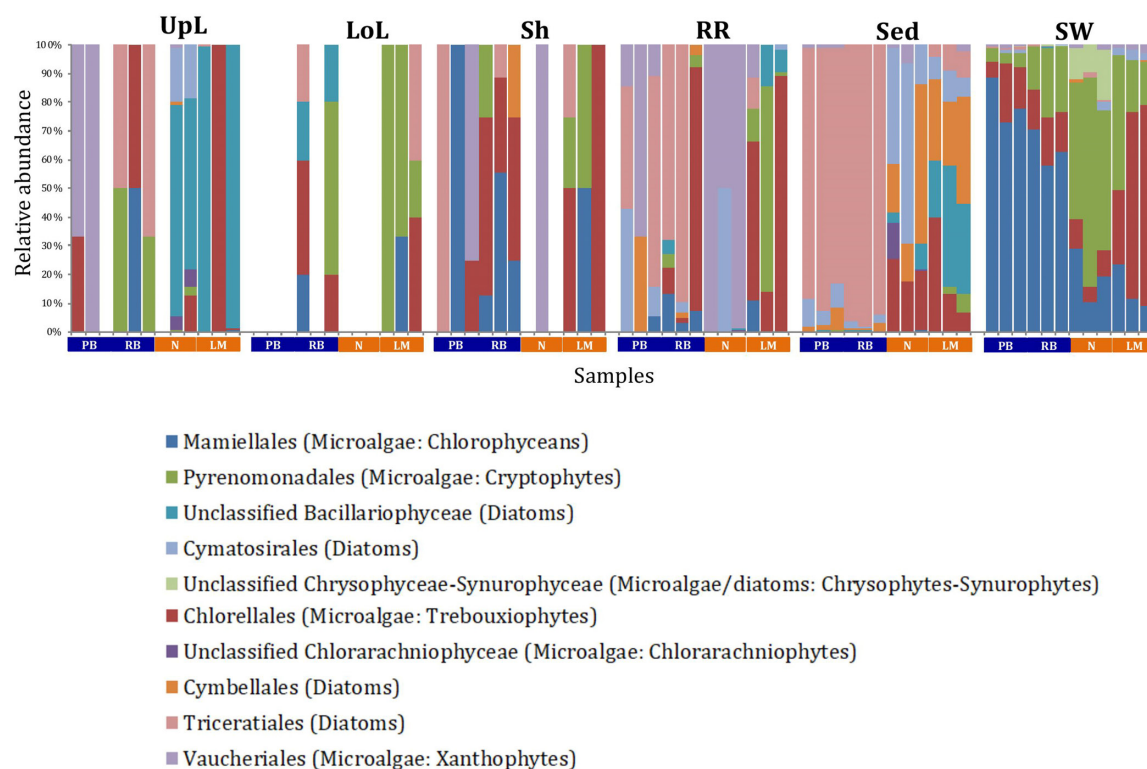 UpL LoL Sh RR Sed SW
Relative abundance
100%
90%
80%
70%
60%
50%
40%
30%
20%
10%
0%
PB RB N LM PB RB N LM PB RB N LM PB RB N LM PB RB N LM PB RB N LM
Samples
Mamiellales (Microalgae: Chlorophyceans)
Pyrenomonadales (Microalgae: Cryptophytes)
Unclassified Bacillariophyceae (Diatoms)
Cymatosirales (Diatoms)
Unclassified Chrysophyceae-Synurophyceae (Microalgae/diatoms: Chrysophytes-Synurophytes)
Chlorellales (Microalgae: Trebouxiophytes)
Unclassified Chlorarachniophyceae (Microalgae: Chlorarachniophytes)
Cymbellales (Diatoms)
Triceratiales (Diatoms)
Vaucheriales (Microalgae: Xanthophytes)